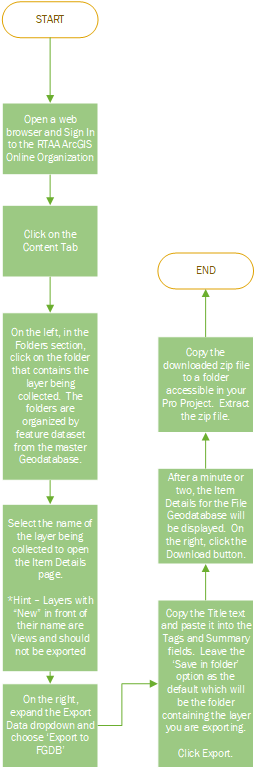 START
Open a web
browser and Sign In
to the RTAA ArcGIS
Online Organization
Click on the
Content Tab
On the left, in the
Folders section,
click on the folder
that contains the
layer being
collected. The
folders are
organized by
feature dataset
from the master
Geodatabase.
Select the name of
the layer being
collected to open
the Item Details
page.
*Hint – Layers with
“New” in front of
their name are
Views and should
not be exported
On the right,
expand the Export
Data dropdown and
choose ‘Export to
FGDB’
Copy the Title text
and paste it into the
Tags and Summary
fields. Leave the
‘Save in folder’
option as the
default which will
be the folder
containing the layer
you are exporting.
Click Export.
After a minute or
two, the Item
Details for the File
Geodatabase will
be displayed. On
the right, click the
Download button.
Copy the
downloaded zip file
to a folder
accessible in your
Pro Project. Extract
the zip file.
END